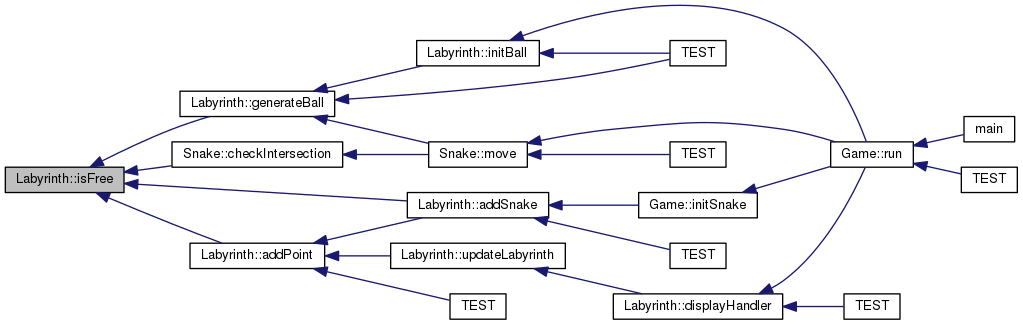 Labyrinth::initBall
TEST
Labyrinth::generateBall
main
Snake::checkIntersection
Snake::move
TEST
Game::run
Labyrinth::isFree
TEST
Labyrinth::addSnake
Game::initSnake
Labyrinth::addPoint
Labyrinth::updateLabyrinth
TEST
TEST
Labyrinth::displayHandler
TEST